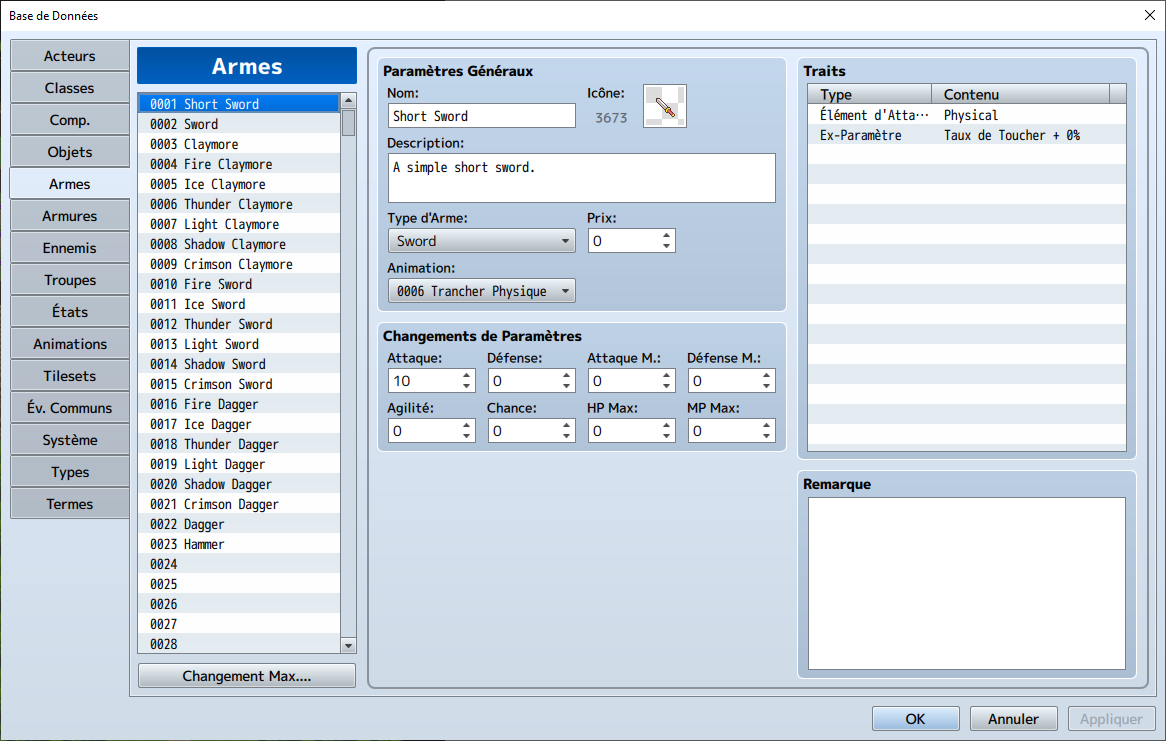 Base de Données
Acteurs
Classes
Comp.
Objets
Armes
Armures
Ennemis
Troupes
États
Animations
Tilesets
Év. Communs
Système
Types
Termes
Armes
0001 Short Sword
0002 Sword
0003 Claymore
0004 Fire Claymore
0005 Ice Claymore
0006 Thunder Claymore
0007 Light Claymore
0008 Shadow Claymore
0009 Crimson Claymore
0010 Fire Sword
0011 Ice Sword
0012 Thunder Sword
0013 Light Sword
0014 Shadow Sword
0015 Crimson Sword
0016 Fire Dagger
0017 Ice Dagger
0018 Thunder Dagger
0019 Light Dagger
0020 Shadow Dagger
0021 Crimson Dagger
0022 Dagger
0023 Hammer
0024
0025
0026
0027
0028
Changement Max....
Paramètres Généraux
Nom: Icône:
Short Sword 3673
Description:
A simple short sword.
Type d'Arme: Prix:
Sword 0
Animation:
0006 Trancher Physique
Changements de Paramètres
Attaque: Défense: Attaque M.: Défense M.:
10 0 0 0
Agilité: Chance: HP Max: MP Max:
0 0 0 0
Traits
Type Contenu
Élément d'Atta··· Physical
Ex-Paramètre Taux de Toucher + 0%
Remarque
OK Annuler Appliquer